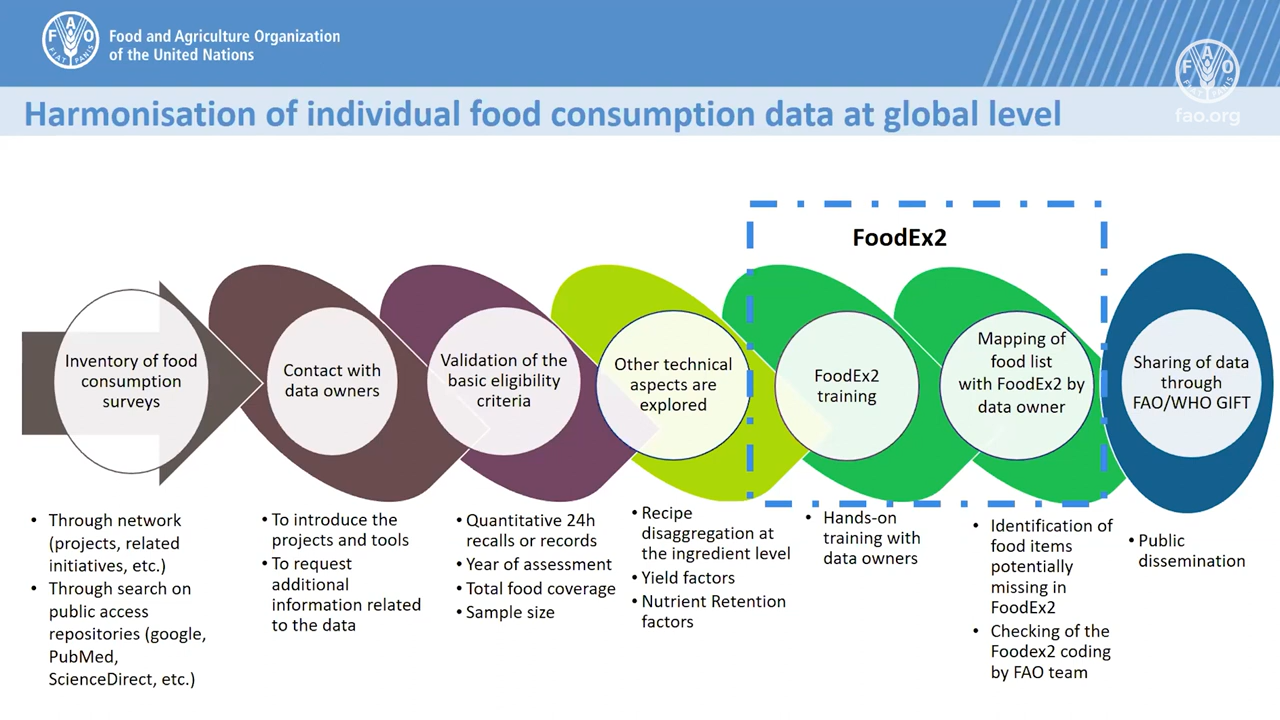 FAO
FIAT PANIS
Food and Agriculture Organization
of the United Nations
FAO
FIAT PANIS
fao.org
Harmonisation of individual food consumption data at global level
FoodEx2
Inventory of food
consumption
surveys
Contact with
data owners
Validation of the
basic eligibility
criteria
Other technical
aspects are
explored
FoodEx2
training
Mapping of
food list
with FoodEx2 by
data owner
Sharing of data
through
FAO/WHO GIFT
• Through network
(projects, related
initiatives, etc.)
• Through search on
public access
repositories (google,
PubMed,
ScienceDirect, etc.)
• To introduce the
projects and tools
• To request
additional
information related
to the data
• Quantitative 24h
recalls or records
• Year of assessment
• Total food coverage
• Sample size
• Recipe
disaggregation at
the ingredient level
• Yield factors
• Nutrient Retention
factors
• Hands-on
training with
data owners
• Identification of
food items
potentially
missing in
FoodEx2
• Checking of the
Foodex2 coding
by FAO team
• Public
dissemination